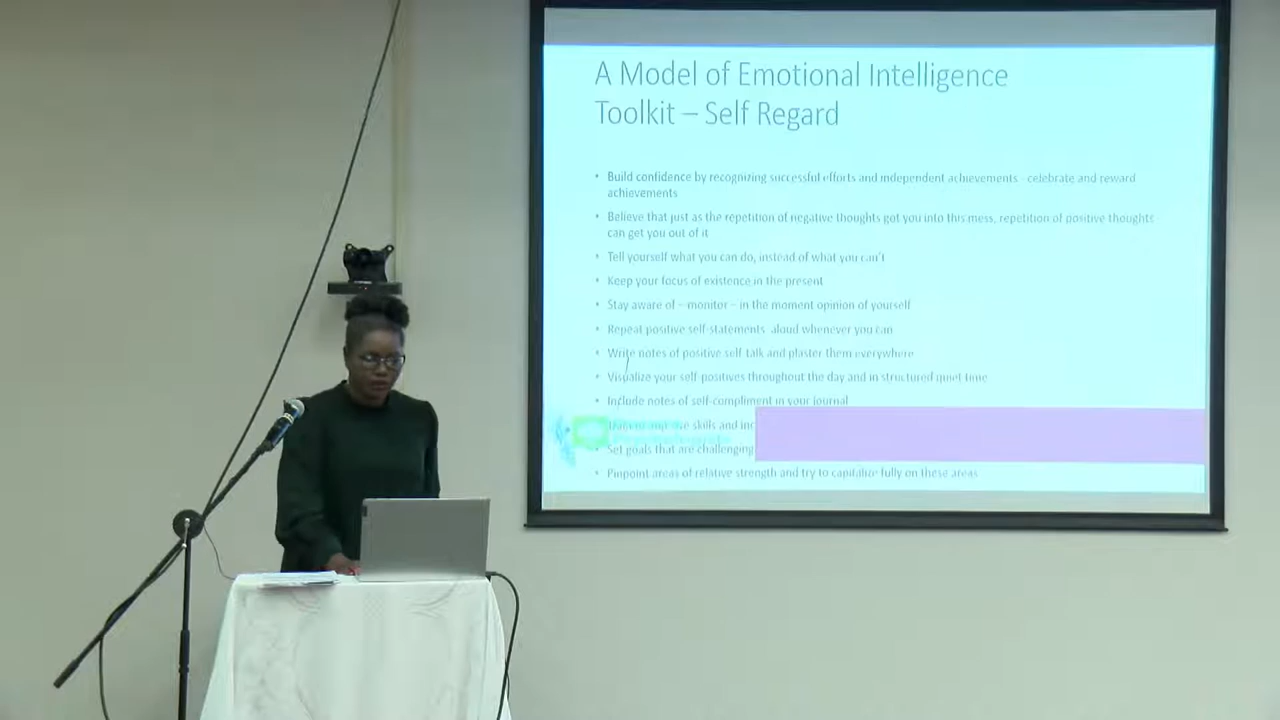 A Model of Emotional Intelligence
Toolkit – Self Regard
• Build confidence by recognizing successful efforts and independent achievements - celebrate and reward
achievements
• Believe that just as the repetition of negative thoughts got you into this mess, repetition of positive thoughts
can get you out of it
• Tell yourself what you can do, instead of what you can't
• Keep your focus of existence in the present
• Stay aware of – monitor – in the moment opinion of yourself
• Repeat positive self-statements aloud whenever you can
• Write notes of positive self talk and plaster them everywhere
• Visualize your self-positives throughout the day and in structured quiet time
• Include notes of self-compliment in your journal
skills and
• Set goals that are challenging
• Pinpoint areas of relative strength and try to capitalize fully on these areas